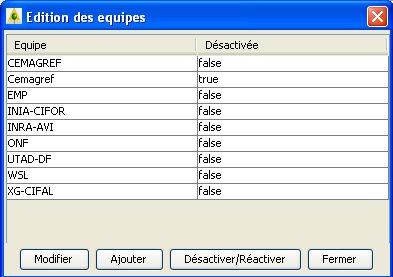 Edition des equipes
Equipe Désactivée
CEMAGREF false
Cemagref true
EMP false
INIA-CIFOR false
INRA-AVI false
ONF false
UTAD-DF false
WSL false
XG-CIFAL false
Modifier Ajouter Désactiver/Réactiver Fermer